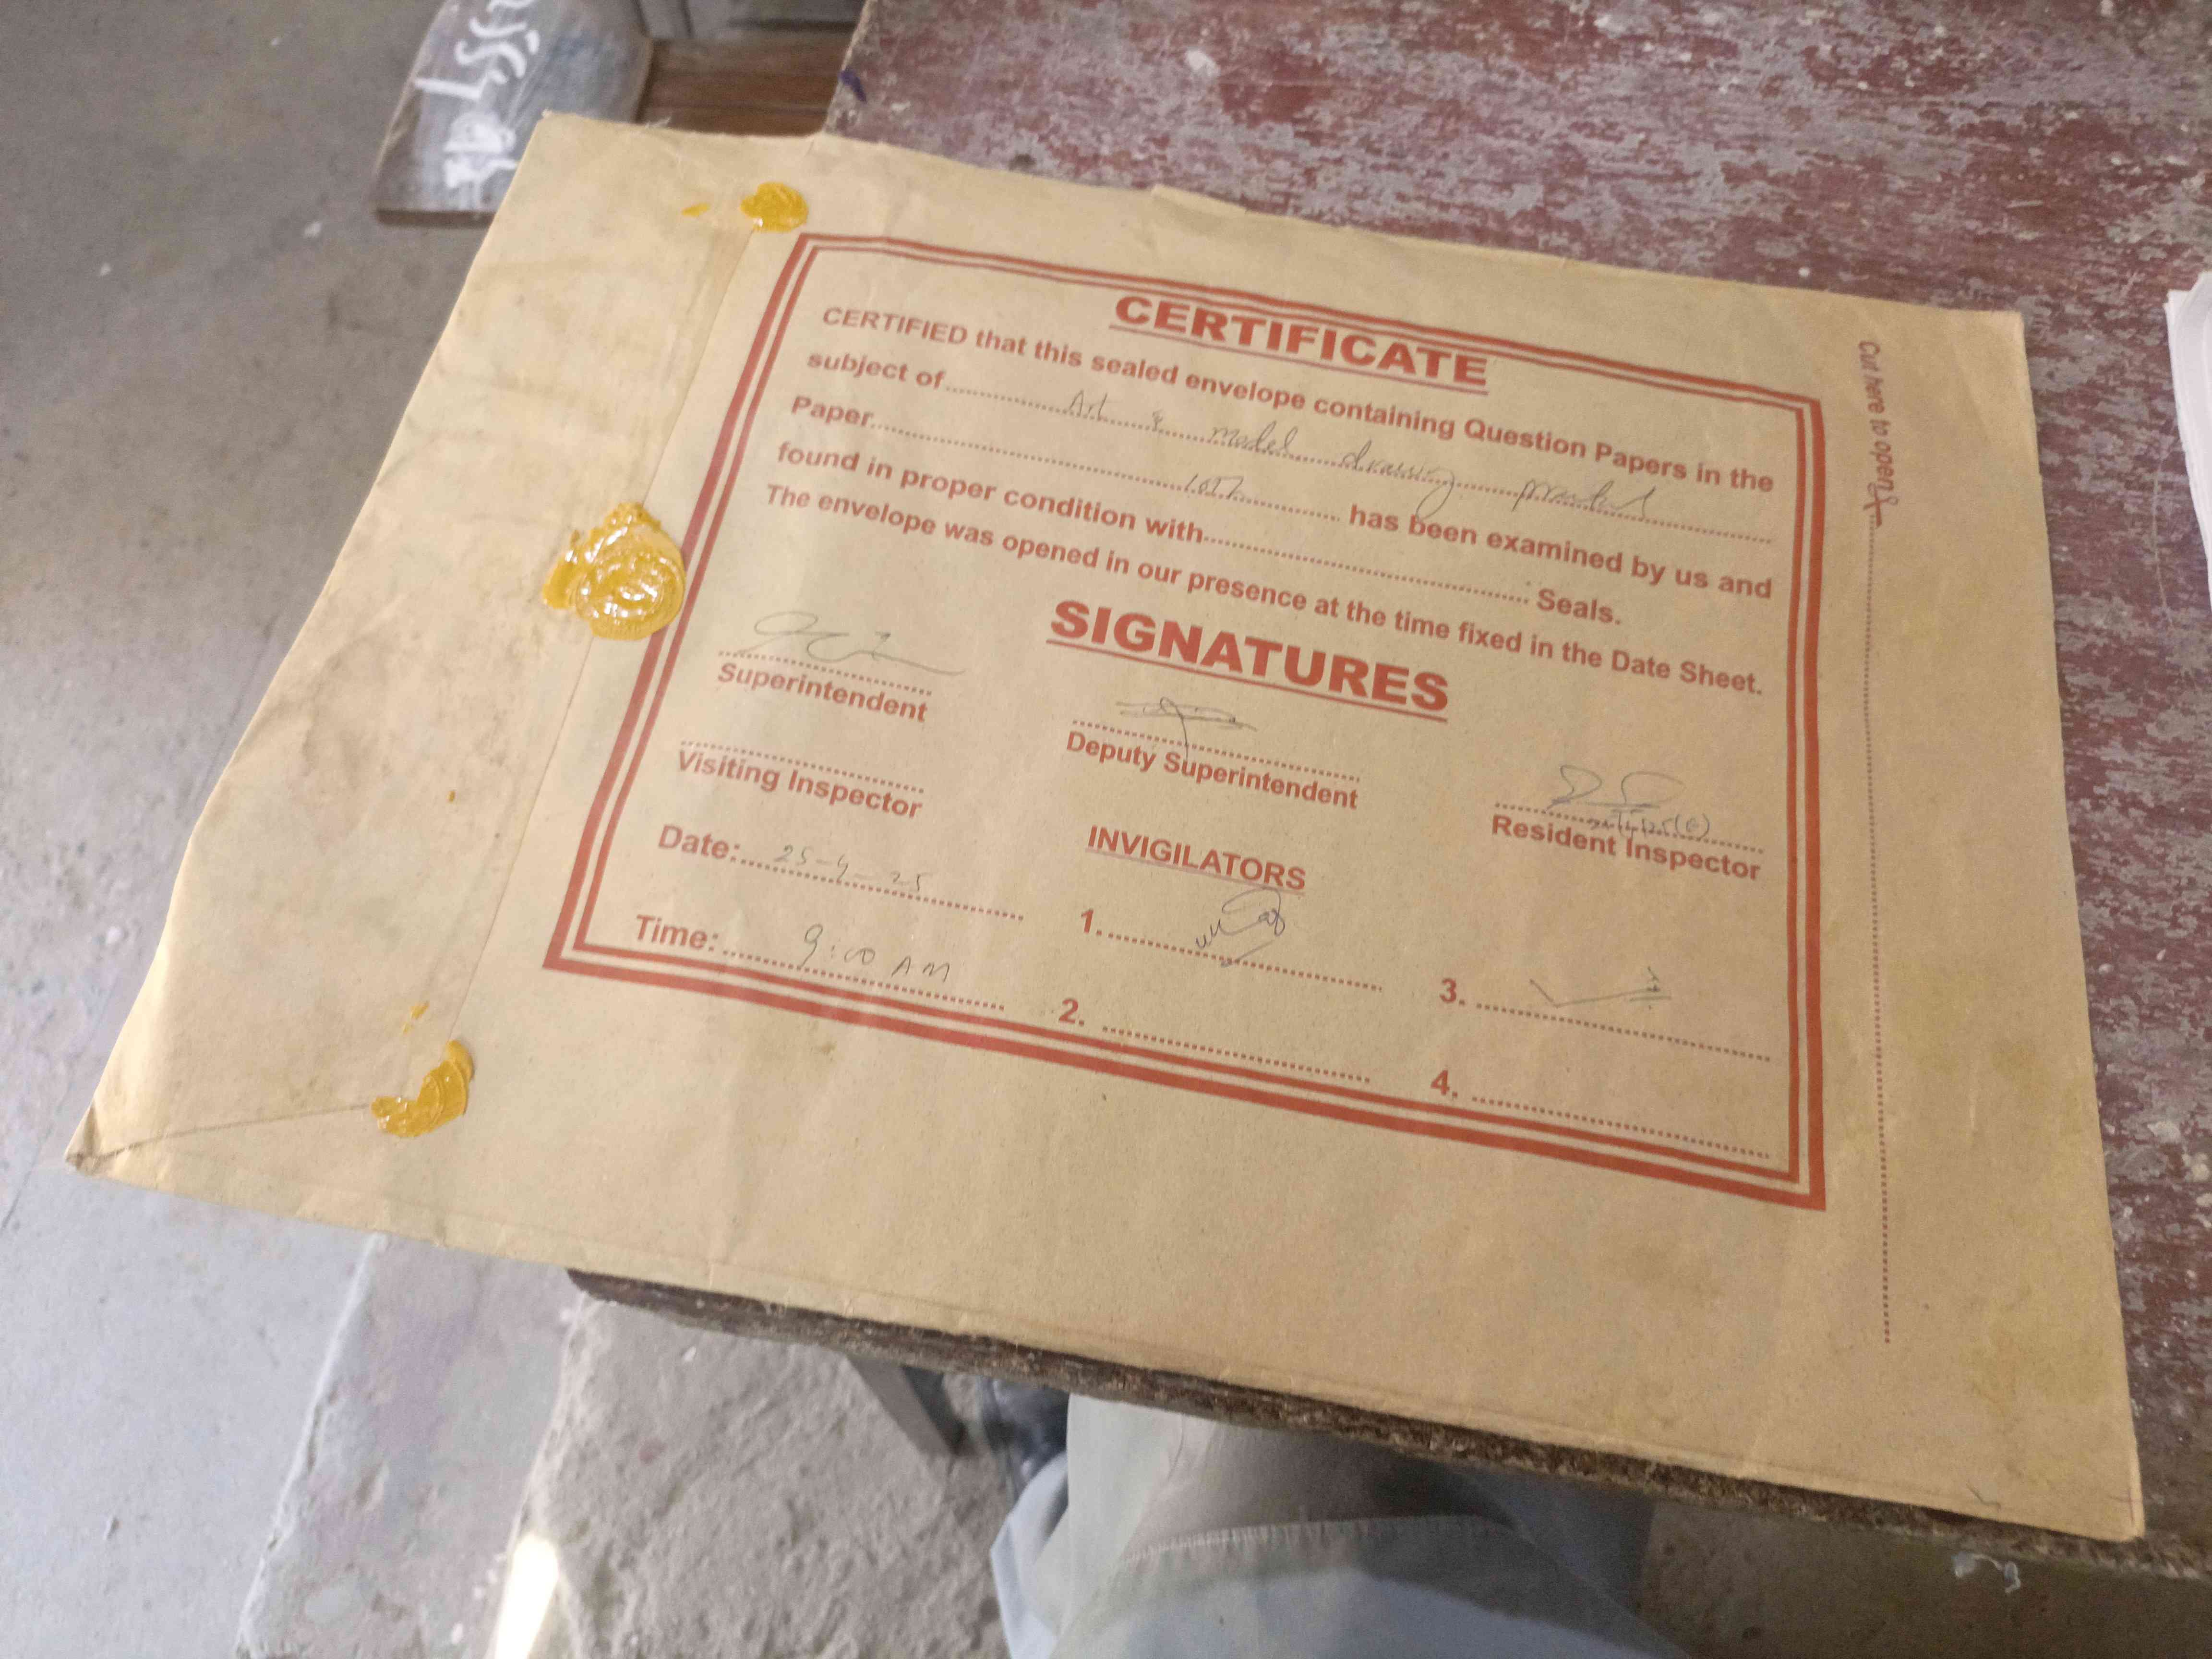 CERTIFICATE
CERTIFIED that this sealed envelope containing Question Papers in the
subject of Art & model drawing practical
Paper 10th has been examined by us and
found in proper condition with Seals.
The envelope was opened in our presence at the time fixed in the Date Sheet.
SIGNATURES
Superintendent
Deputy Superintendent
Resident Inspector
Visiting Inspector
INVIGILATORS
Date: 25-4-25
1.
3.
Time: 9:00 AM
2.
4.
Cut here to open